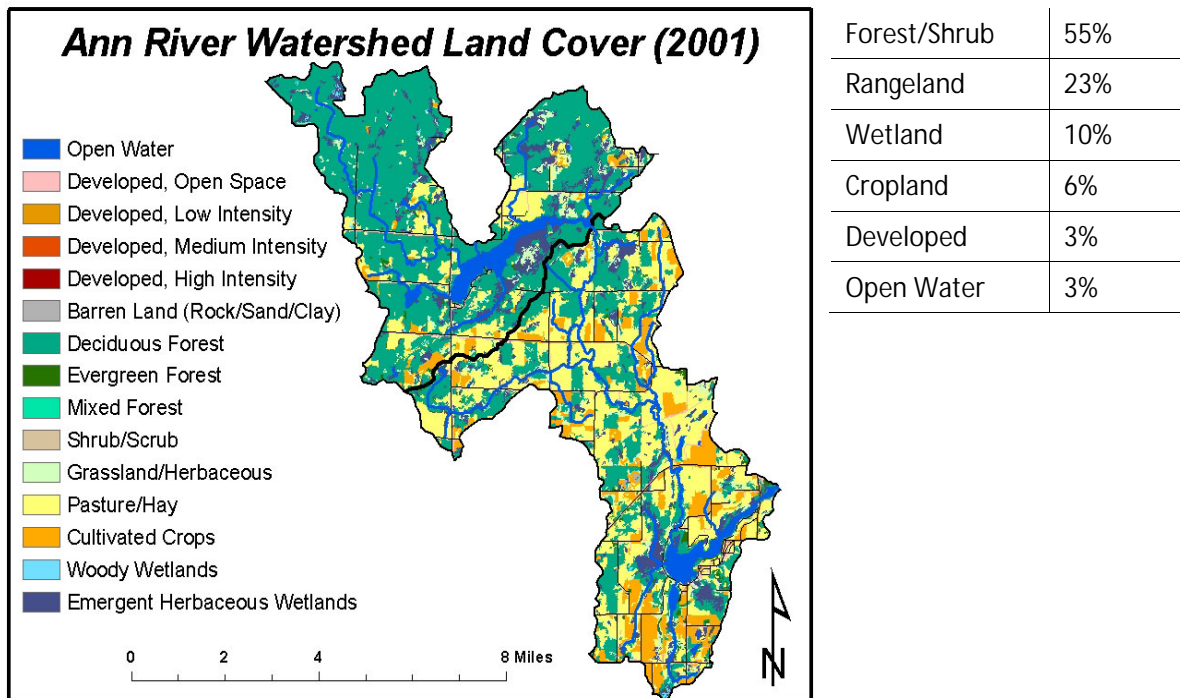 Ann River Watershed Land Cover (2001)
Open Water
Developed, Open Space
Developed, Low Intensity
Developed, Medium Intensity
Developed, High Intensity
Barren Land (Rock/Sand/Clay)
Deciduous Forest
Evergreen Forest
Mixed Forest
Shrub/Scrub
Grassland/Herbaceous
Pasture/Hay
Cultivated Crops
Woody Wetlands
Emergent Herbaceous Wetlands
0 2 4 8 Miles
N
Forest/Shrub 55%
Rangeland 23%
Wetland 10%
Cropland 6%
Developed 3%
Open Water 3%